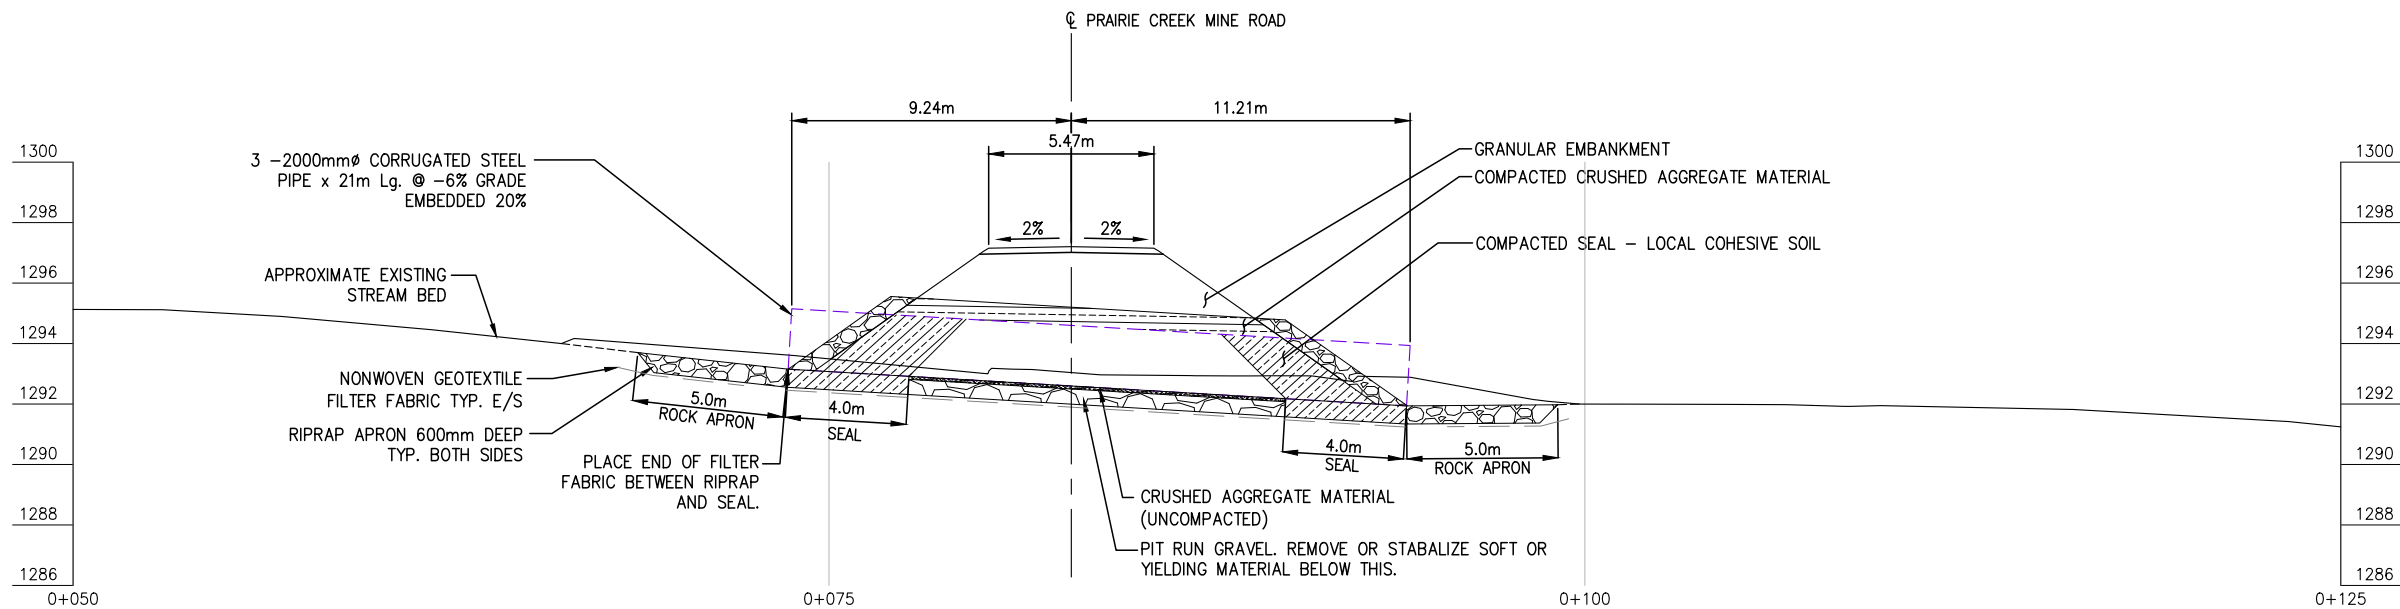 ℄ PRAIRIE CREEK MINE ROAD
9.24m
11.21m
5.47m
2%
2%
3 -2000mmø CORRUGATED STEEL
PIPE x 21m Lg. @ -6% GRADE
EMBEDDED 20%
GRANULAR EMBANKMENT
COMPACTED CRUSHED AGGREGATE MATERIAL
COMPACTED SEAL - LOCAL COHESIVE SOIL
APPROXIMATE EXISTING
STREAM BED
NONWOVEN GEOTEXTILE
FILTER FABRIC TYP. E/S
RIPRAP APRON 600mm DEEP
TYP. BOTH SIDES
5.0m
ROCK APRON
4.0m
SEAL
PLACE END OF FILTER
FABRIC BETWEEN RIPRAP
AND SEAL.
4.0m
SEAL
5.0m
ROCK APRON
CRUSHED AGGREGATE MATERIAL
(UNCOMPACTED)
PIT RUN GRAVEL. REMOVE OR STABALIZE SOFT OR
YIELDING MATERIAL BELOW THIS.
1300
1298
1296
1294
1292
1290
1288
1286
1300
1298
1296
1294
1292
1290
1288
1286
0+050
0+075
0+100
0+125